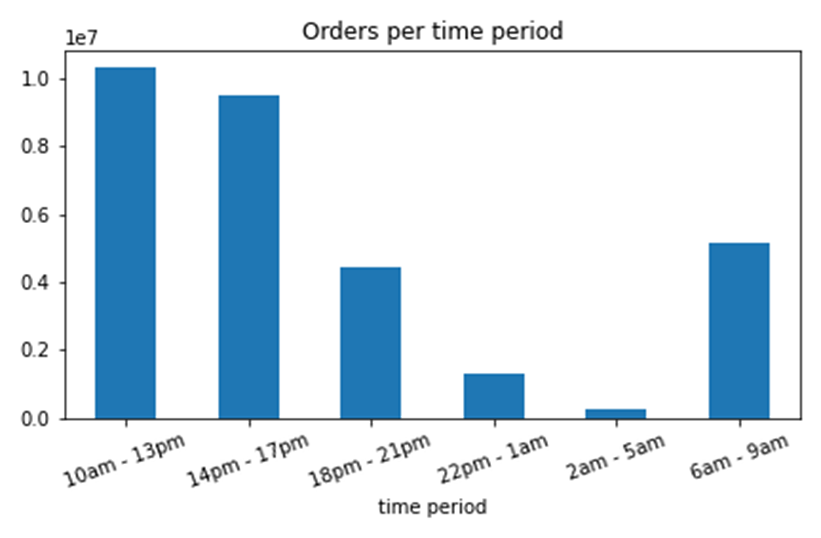 Orders per time period
1e7
1.0
0.8
0.6
0.4
0.2
0.0
10am - 13pm
14pm - 17pm
18pm - 21pm
22pm - 1am
2am - 5am
6am - 9am
time period